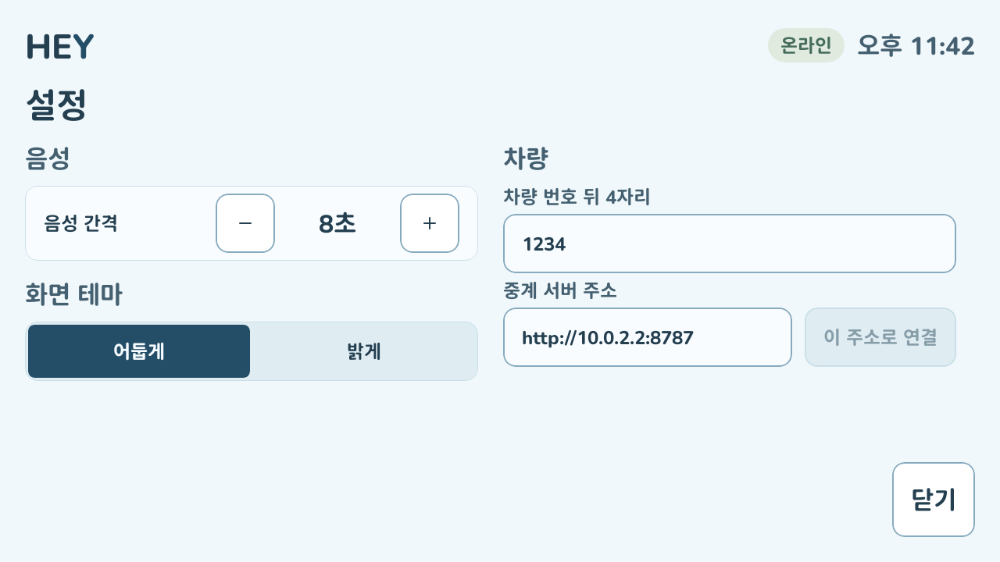 HEY
온라인 오후 11:42
설정
음성
음성 간격 − 8초 +
화면 테마
어둡게 밝게
차량
차량 번호 뒤 4자리
1234
중계 서버 주소
http://10.0.2.2:8787 이 주소로 연결
닫기